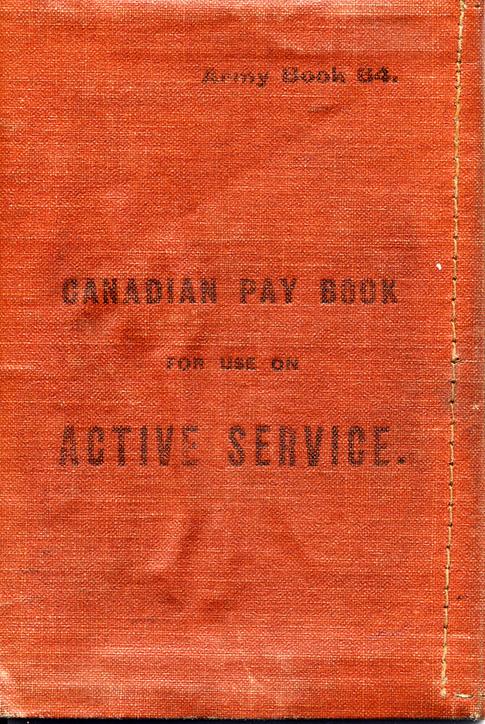 Army Book 64.
CANADIAN PAY BOOK
FOR USE ON
ACTIVE SERVICE.